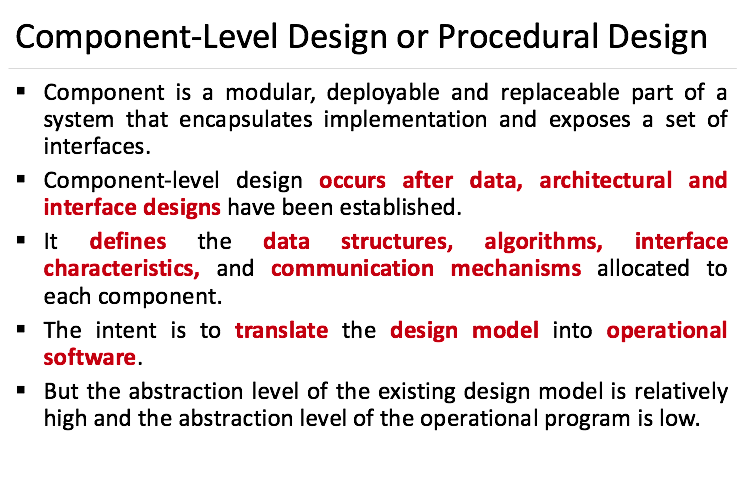 Component-Level Design or Procedural Design
▪ Component is a modular, deployable and replaceable part of a
system that encapsulates implementation and exposes a set of
interfaces.
▪ Component-level design occurs after data, architectural and
interface designs have been established.
▪ It defines the data structures, algorithms, interface
characteristics, and communication mechanisms allocated to
each component.
▪ The intent is to translate the design model into operational
software.
▪ But the abstraction level of the existing design model is relatively
high and the abstraction level of the operational program is low.